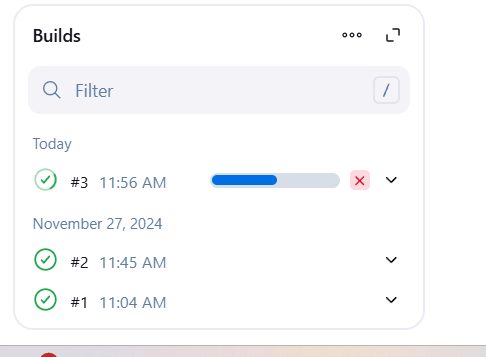 Builds
Filter /
Today
#3 11:56 AM
November 27, 2024
#2 11:45 AM
#1 11:04 AM